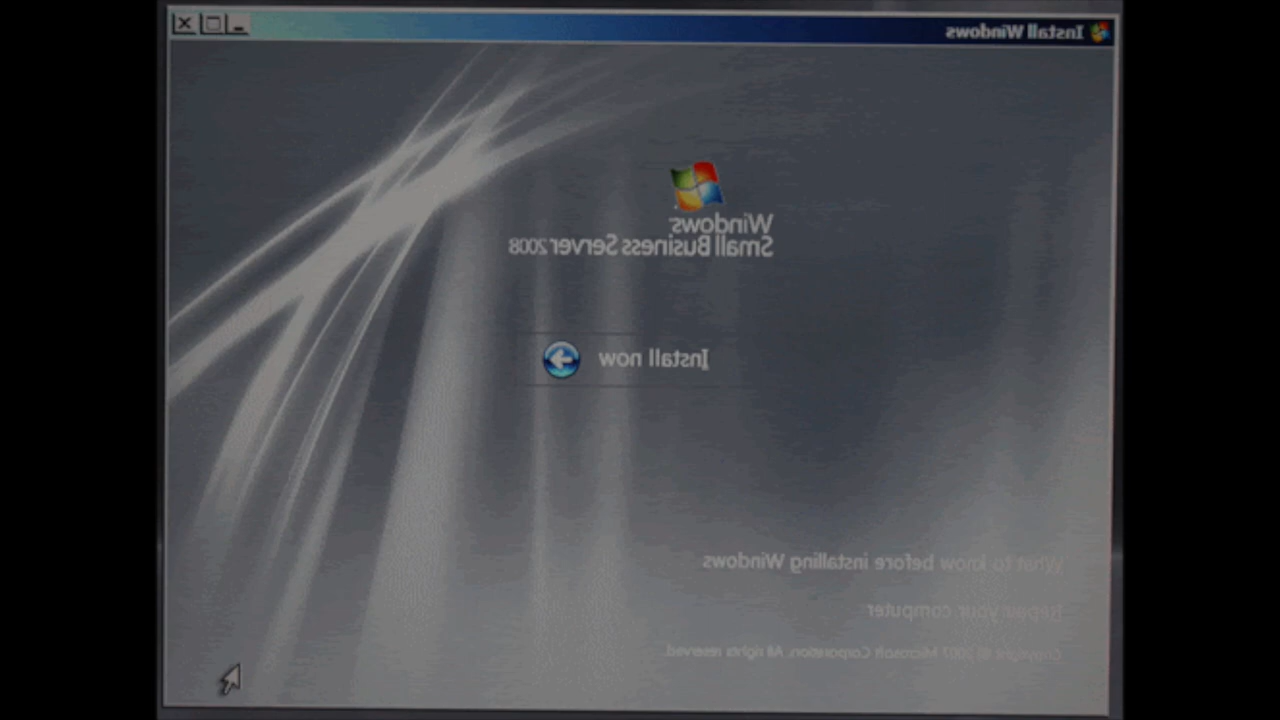 Install Windows
Windows
Small Business Server 2008
Install now
What to know before installing Windows
Repair your computer
Copyright © 2007 Microsoft Corporation. All rights reserved.